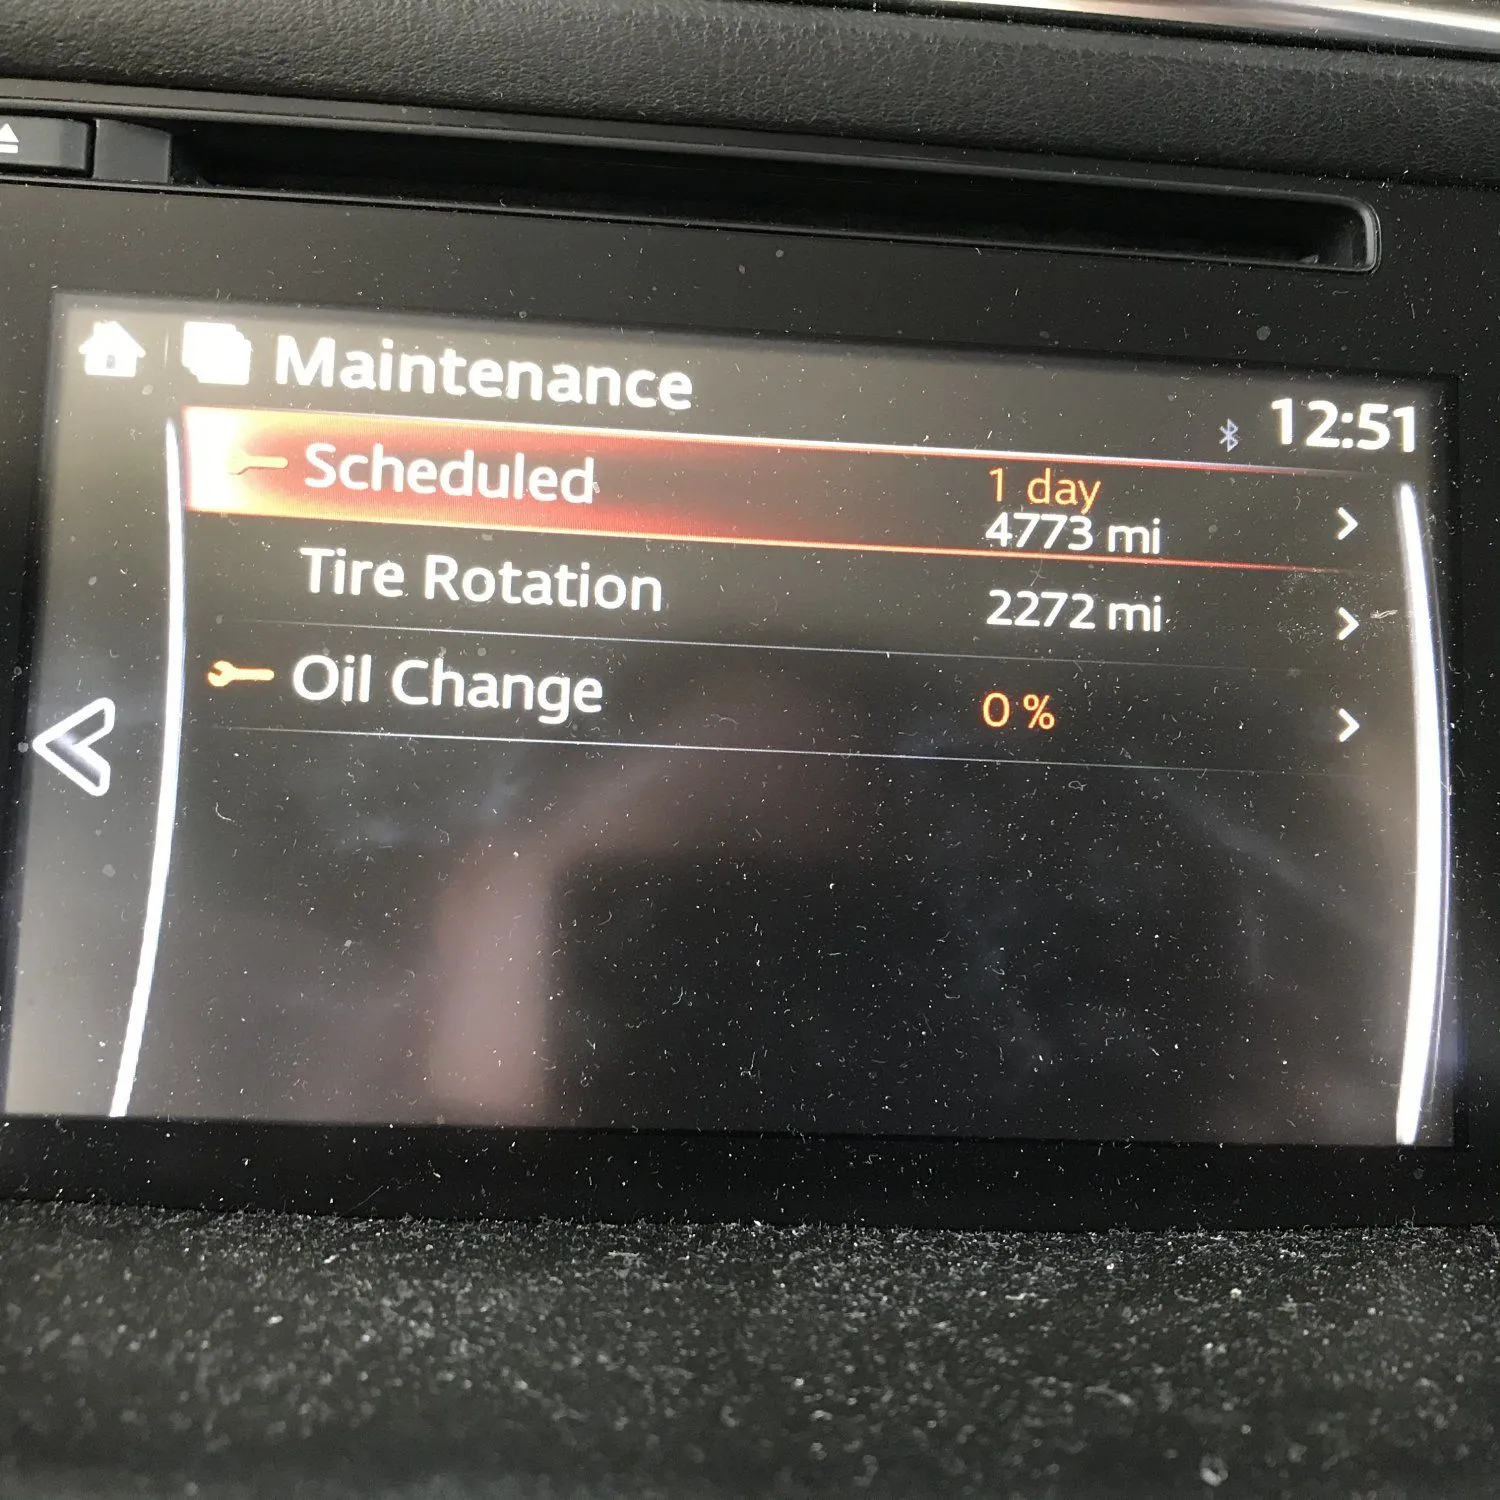 Maintenance
12:51
Scheduled 1 day
4773 mi
Tire Rotation 2272 mi
Oil Change 0 %